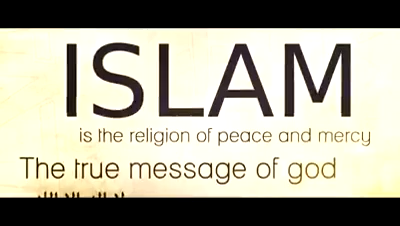 ISLAM
is the religion of peace and mercy
The true message of god